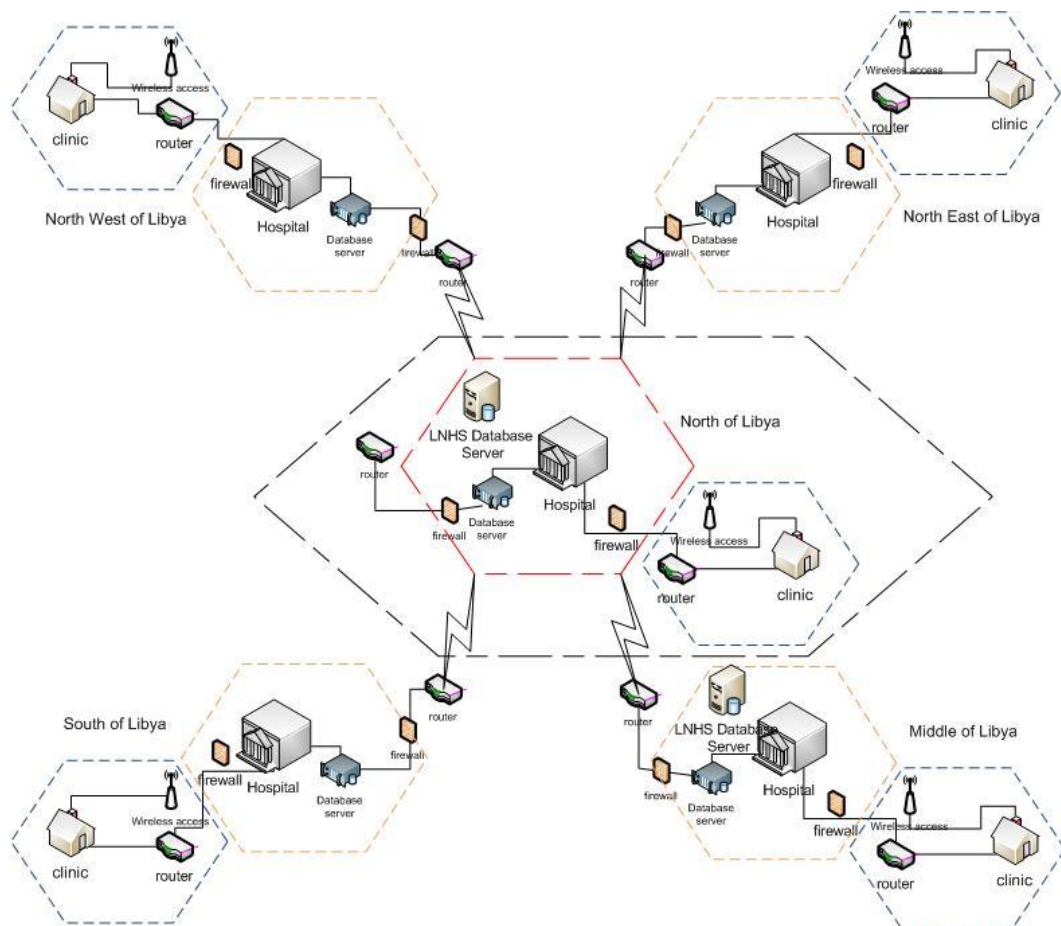 Wireless access
clinic
router
firewall
North West of Libya
Hospital
Database
server
firewall
router
Wireless access
router
clinic
firewall
North East of Libya
Hospital
Database
server
firewall
router
North of Libya
LNHS Database
Server
router
Hospital
Database
server
firewall
firewall
Wireless access
router
clinic
South of Libya
router
firewall
firewall
Hospital
Database
server
Wireless access
clinic
router
router
LNHS Database
Server
Middle of Libya
firewall
Database
server
Hospital
firewall
Wireless access
router
clinic